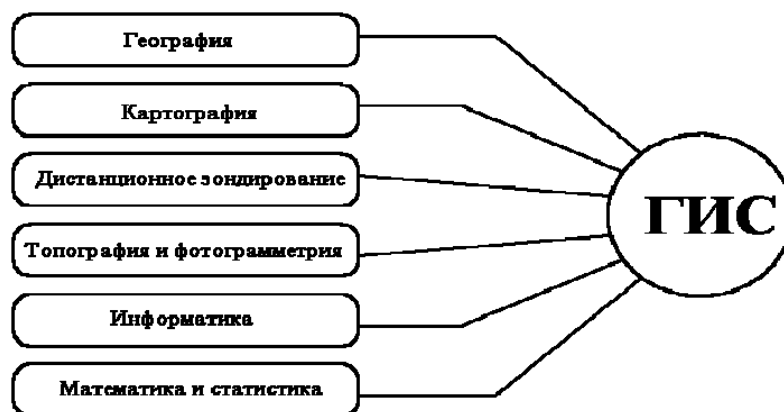 География
Картография
Дистанционное зондирование
Топография и фотограмметрия
Информатика
Математика и статистика
ГИС